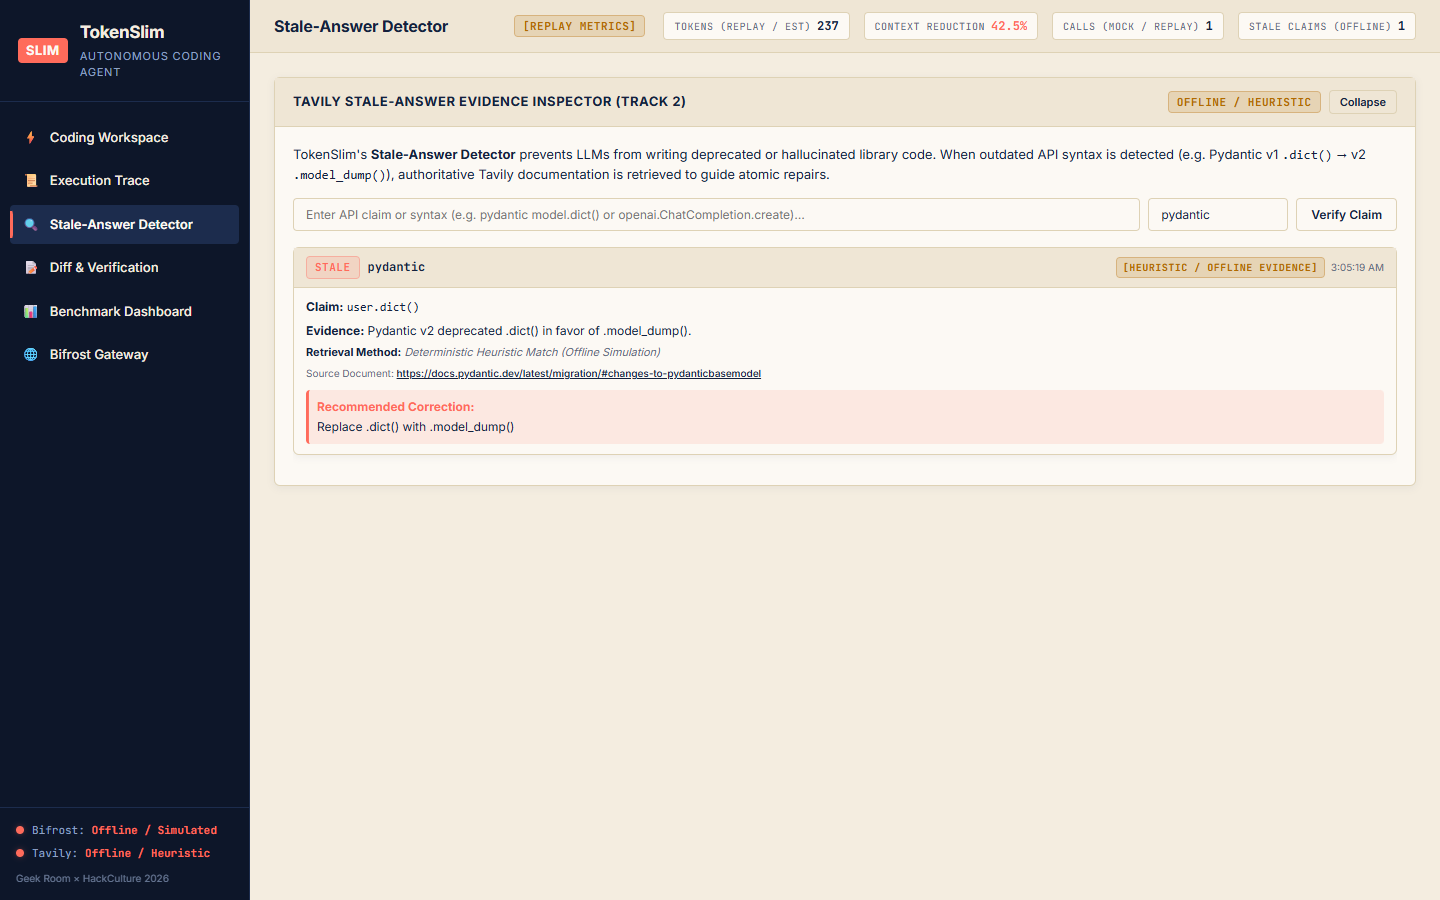 SLIM
TokenSlim
AUTONOMOUS CODING
AGENT
Coding Workspace
Execution Trace
Stale-Answer Detector
Diff & Verification
Benchmark Dashboard
Bifrost Gateway
Bifrost: Offline / Simulated
Tavily: Offline / Heuristic
Geek Room × HackCulture 2026
Stale-Answer Detector
[REPLAY METRICS]
TOKENS (REPLAY / EST) 237
CONTEXT REDUCTION 42.5%
CALLS (MOCK / REPLAY) 1
STALE CLAIMS (OFFLINE) 1
TAVILY STALE-ANSWER EVIDENCE INSPECTOR (TRACK 2)
OFFLINE / HEURISTIC
Collapse
TokenSlim's Stale-Answer Detector prevents LLMs from writing deprecated or hallucinated library code. When outdated API syntax is detected (e.g. Pydantic v1 .dict() → v2
.model_dump()), authoritative Tavily documentation is retrieved to guide atomic repairs.
Enter API claim or syntax (e.g. pydantic model.dict() or openai.ChatCompletion.create)...
pydantic
Verify Claim
STALE pydantic
[HEURISTIC / OFFLINE EVIDENCE] 3:05:19 AM
Claim: user.dict()
Evidence: Pydantic v2 deprecated .dict() in favor of .model_dump().
Retrieval Method: Deterministic Heuristic Match (Offline Simulation)
Source Document: https://docs.pydantic.dev/latest/migration/#changes-to-pydanticbasemodel
Recommended Correction:
Replace .dict() with .model_dump()